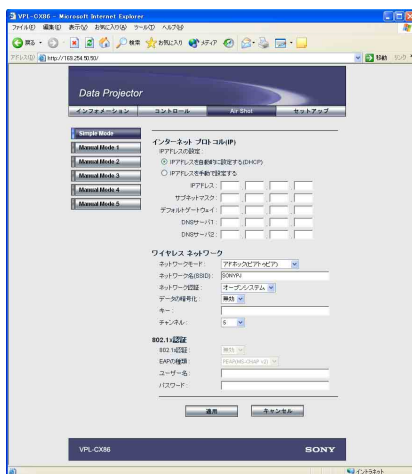 VPL-CX86 - Microsoft Internet Explorer
ファイル(F) 編集(E) 表示(V) お気に入り(A) ツール(T) ヘルプ(H)
戻る 検索 お気に入り メディア
アドレス(D) http://169.254.50.50/ 移動 リンク
Data Projector
インフォメーション コントロール Air Shot セットアップ
Simple Mode
Manual Mode 1
Manual Mode 2
Manual Mode 3
Manual Mode 4
Manual Mode 5
インターネット プロトコル(IP)
IPアドレスの設定:
IPアドレスを自動的に設定する(DHCP)
IPアドレスを手動で設定する
IPアドレス:
サブネットマスク:
デフォルトゲートウェイ:
DNSサーバ1:
DNSサーバ2:
ワイヤレス ネットワーク
ネットワークモード: アドホック(ピアトゥピア)
ネットワーク名(SSID): SONYPJ
ネットワーク認証: オープンシステム
データの暗号化: 無効
キー:
チャンネル: 6
802.1x認証
802.1x認証: 無効
EAPの種類: PEAP(MS-CHAP v2)
ユーザー名:
パスワード:
適用 キャンセル
VPL-CX86 SONY
イントラネット